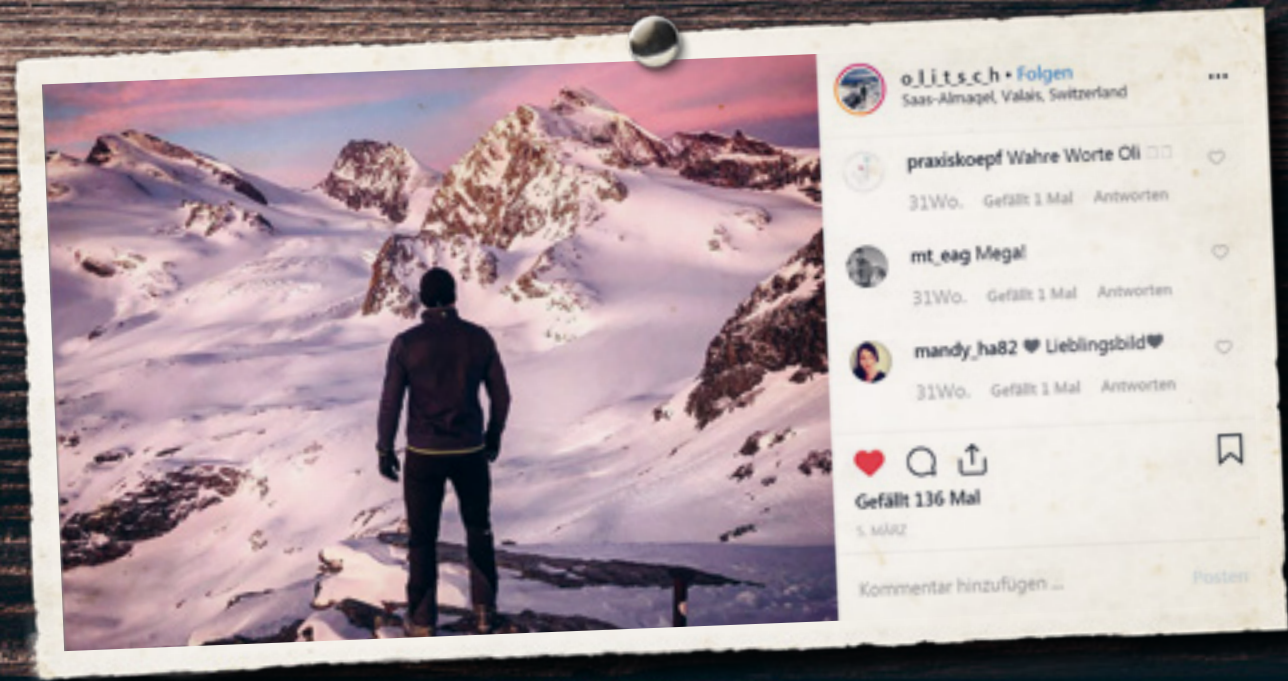 o_l_i_t_s_c_h • Folgen
Saas-Almagel, Valais, Switzerland
praxiskoepf Wahre Worte Oli
31Wo. Gefällt 1 Mal Antworten
mt_eag Mega!
31Wo. Gefällt 1 Mal Antworten
mandy_ha82 🖤 Lieblingsbild🖤
31Wo. Gefällt 1 Mal Antworten
Gefällt 136 Mal
5. MÄRZ
Kommentar hinzufügen ...
Posten